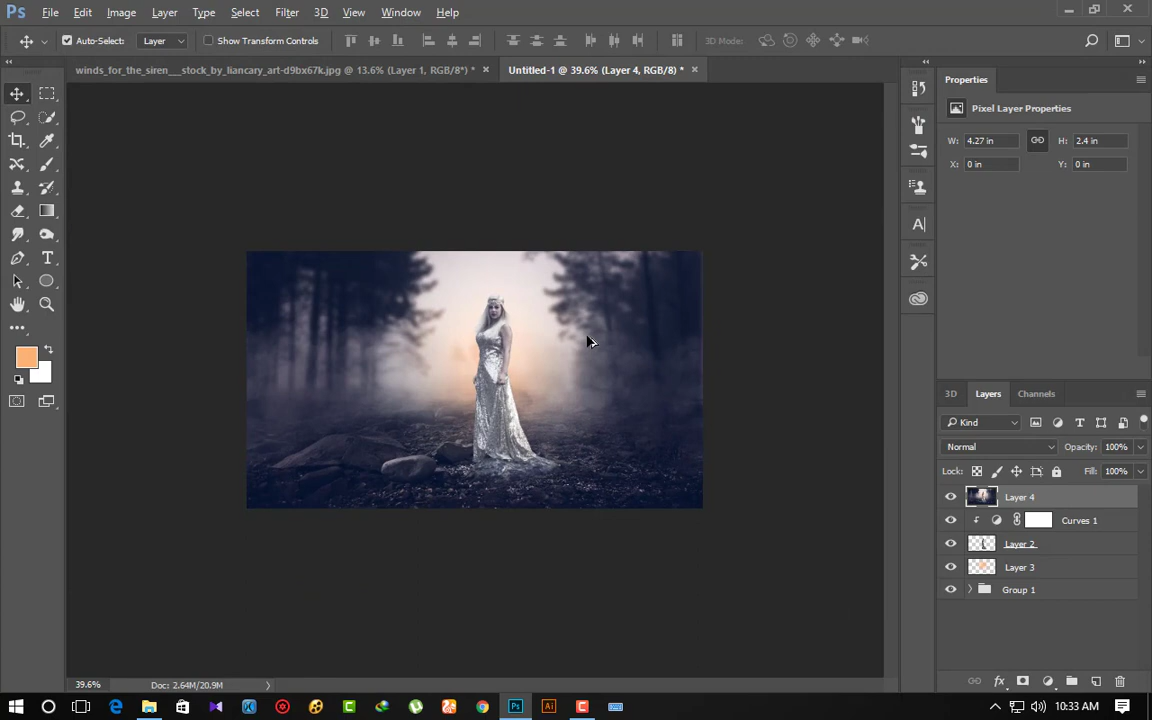 Ps File Edit Image Layer Type Select Filter 3D View Window Help
Auto-Select: Layer Show Transform Controls 3D Mode:
winds_for_the_siren___stock_by_liancary_art-d9bx67k.jpg @ 13.6% (Layer 1, RGB/8*) * × Untitled-1 @ 39.6% (Layer 4, RGB/8) * ×
Properties
Pixel Layer Properties
W: 4.27 in H: 2.4 in
X: 0 in Y: 0 in
3D Layers Channels
Kind
Normal Opacity: 100%
Lock: Fill: 100%
Layer 4
Curves 1
Layer 2
Layer 3
Group 1
39.6% Doc: 2.64M/20.9M
10:33 AM